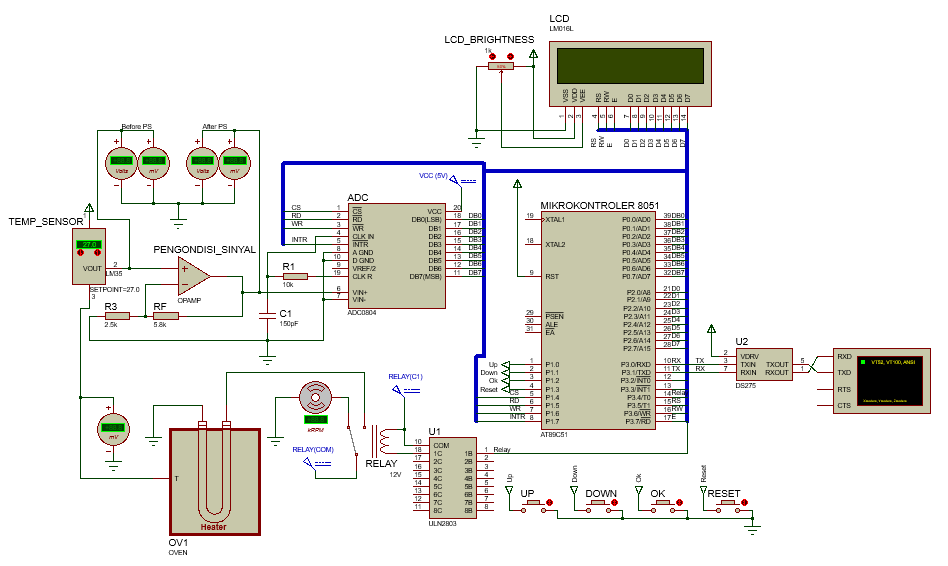 LCD
LM016L
LCD_BRIGHTNESS
1k
VSS
VDD
VEE
RS
RW
E
D0
D1
D2
D3
D4
D5
D6
D7
1
2
3
4
5
6
7
8
9
10
11
12
13
14
RS
RW
E
D0
D1
D2
D3
D4
D5
D6
D7
Before PS
After PS
Volts
mV
Volts
mV
TEMP_SENSOR
1
27.0
VOUT
2
LM35
SETPOINT=27.0
3
PENGONDISI_SINYAL
OPAMP
R3
2.5k
RF
5.8k
VCC (5V)
ADC
CS 1 CS
RD 2 RD
WR 3 WR
4 CLK IN
INTR 5 INTR
8 A GND
10 D GND
9 VREF/2
19 CLK R
6 VIN+
7 VIN-
VCC 20
DB0(LSB) 18 DB0
DB1 17 DB1
DB2 16 DB2
DB3 15 DB3
DB4 14 DB4
DB5 13 DB5
DB6 12 DB6
DB7(MSB) 11 DB7
ADC0804
R1
10k
C1
150pF
MIKROKONTROLER 8051
19 XTAL1
18 XTAL2
9 RST
29 PSEN
30 ALE
31 EA
Up 1 P1.0
Down 2 P1.1
Ok 3 P1.2
Reset 4 P1.3
CS 5 P1.4
RD 6 P1.5
WR 7 P1.6
INTR 8 P1.7
P0.0/AD0 39 DB0
P0.1/AD1 38 DB1
P0.2/AD2 37 DB2
P0.3/AD3 36 DB3
P0.4/AD4 35 DB4
P0.5/AD5 34 DB5
P0.6/AD6 33 DB6
P0.7/AD7 32 DB7
P2.0/A8 21 D0
P2.1/A9 22 D1
P2.2/A10 23 D2
P2.3/A11 24 D3
P2.4/A12 25 D4
P2.5/A13 26 D5
P2.6/A14 27 D6
P2.7/A15 28 D7
P3.0/RXD 10 RX
P3.1/TXD 11 TX
P3.2/INT0 12
P3.3/INT1 13
P3.4/T0 14 Relay
P3.5/T1 15 RS
P3.6/WR 16 RW
P3.7/RD 17 E
AT89C51
TX
RX
U2
2 VDRV
3 TXIN
7 RXIN
TXOUT 5
RXOUT 1
DS275
RXD
TXD
RTS
CTS
VT52, VT100, ANSI
RELAY(C1)
kRPM
RELAY(COM)
RELAY
12V
mV
T
Heater
OV1
OVEN
U1
10 COM
18 1C
17 2C
16 3C
15 4C
14 5C
13 6C
12 7C
11 8C
1B 1 Relay
2B 2
3B 3
4B 4
5B 5
6B 6
7B 7
8B 8
ULN2803
Up
UP
Down
DOWN
Ok
OK
Reset
RESET